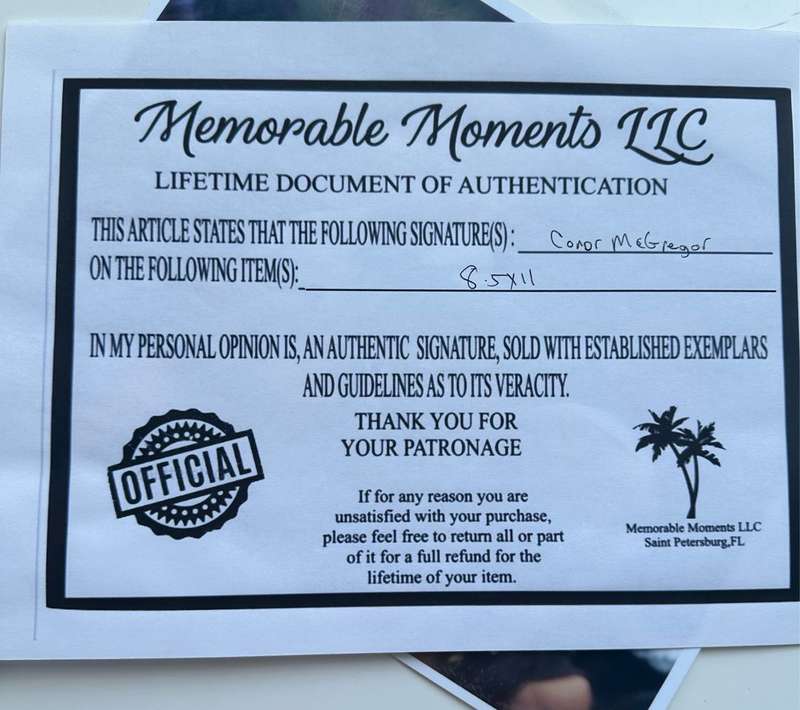 Memorable Moments LLC
LIFETIME DOCUMENT OF AUTHENTICATION
THIS ARTICLE STATES THAT THE FOLLOWING SIGNATURE(S): Conor McGregor
ON THE FOLLOWING ITEM(S): 8.5x11
IN MY PERSONAL OPINION IS, AN AUTHENTIC SIGNATURE, SOLD WITH ESTABLISHED EXEMPLARS
AND GUIDELINES AS TO ITS VERACITY.
THANK YOU FOR
YOUR PATRONAGE
OFFICIAL
If for any reason you are
unsatisfied with your purchase,
please feel free to return all or part
of it for a full refund for the
lifetime of your item.
Memorable Moments LLC
Saint Petersburg,FL